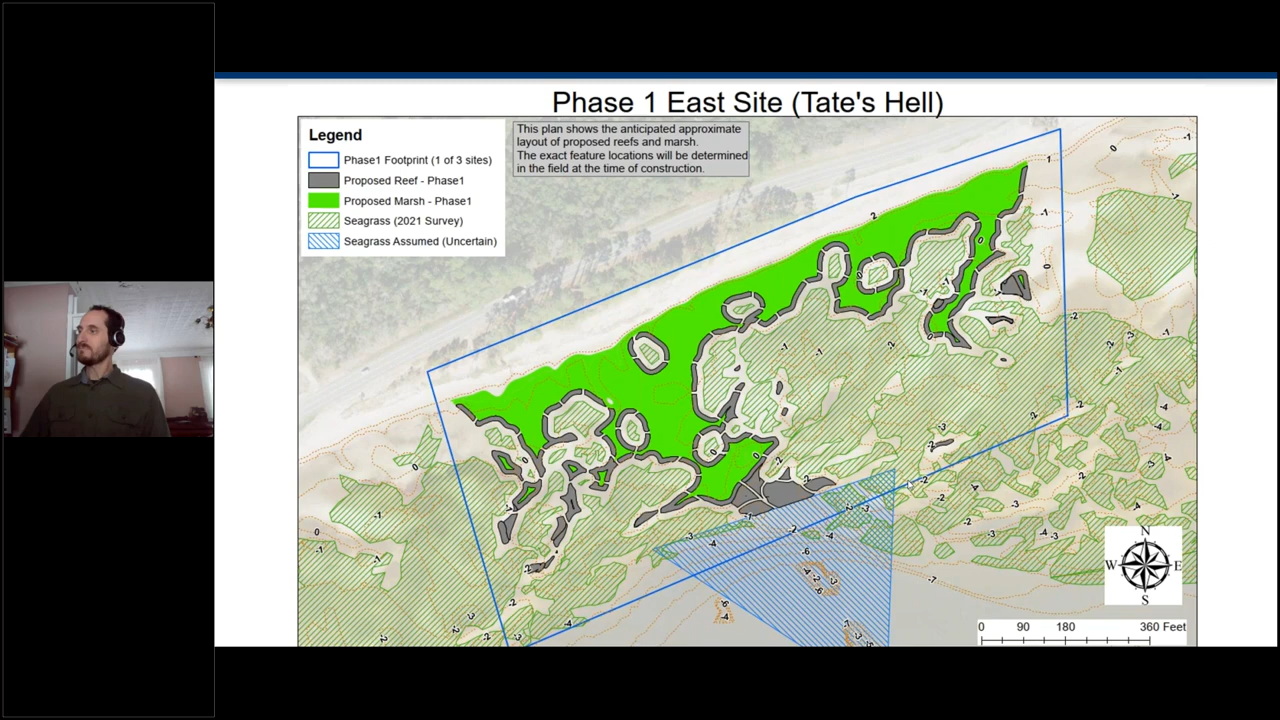 Phase 1 East Site (Tate's Hell)
Legend
Phase1 Footprint (1 of 3 sites)
Proposed Reef - Phase1
Proposed Marsh - Phase1
Seagrass (2021 Survey)
Seagrass Assumed (Uncertain)
This plan shows the anticipated approximate
layout of proposed reefs and marsh.
The exact feature locations will be determined
in the field at the time of construction.
N
W E
S
0 90 180 360 Feet